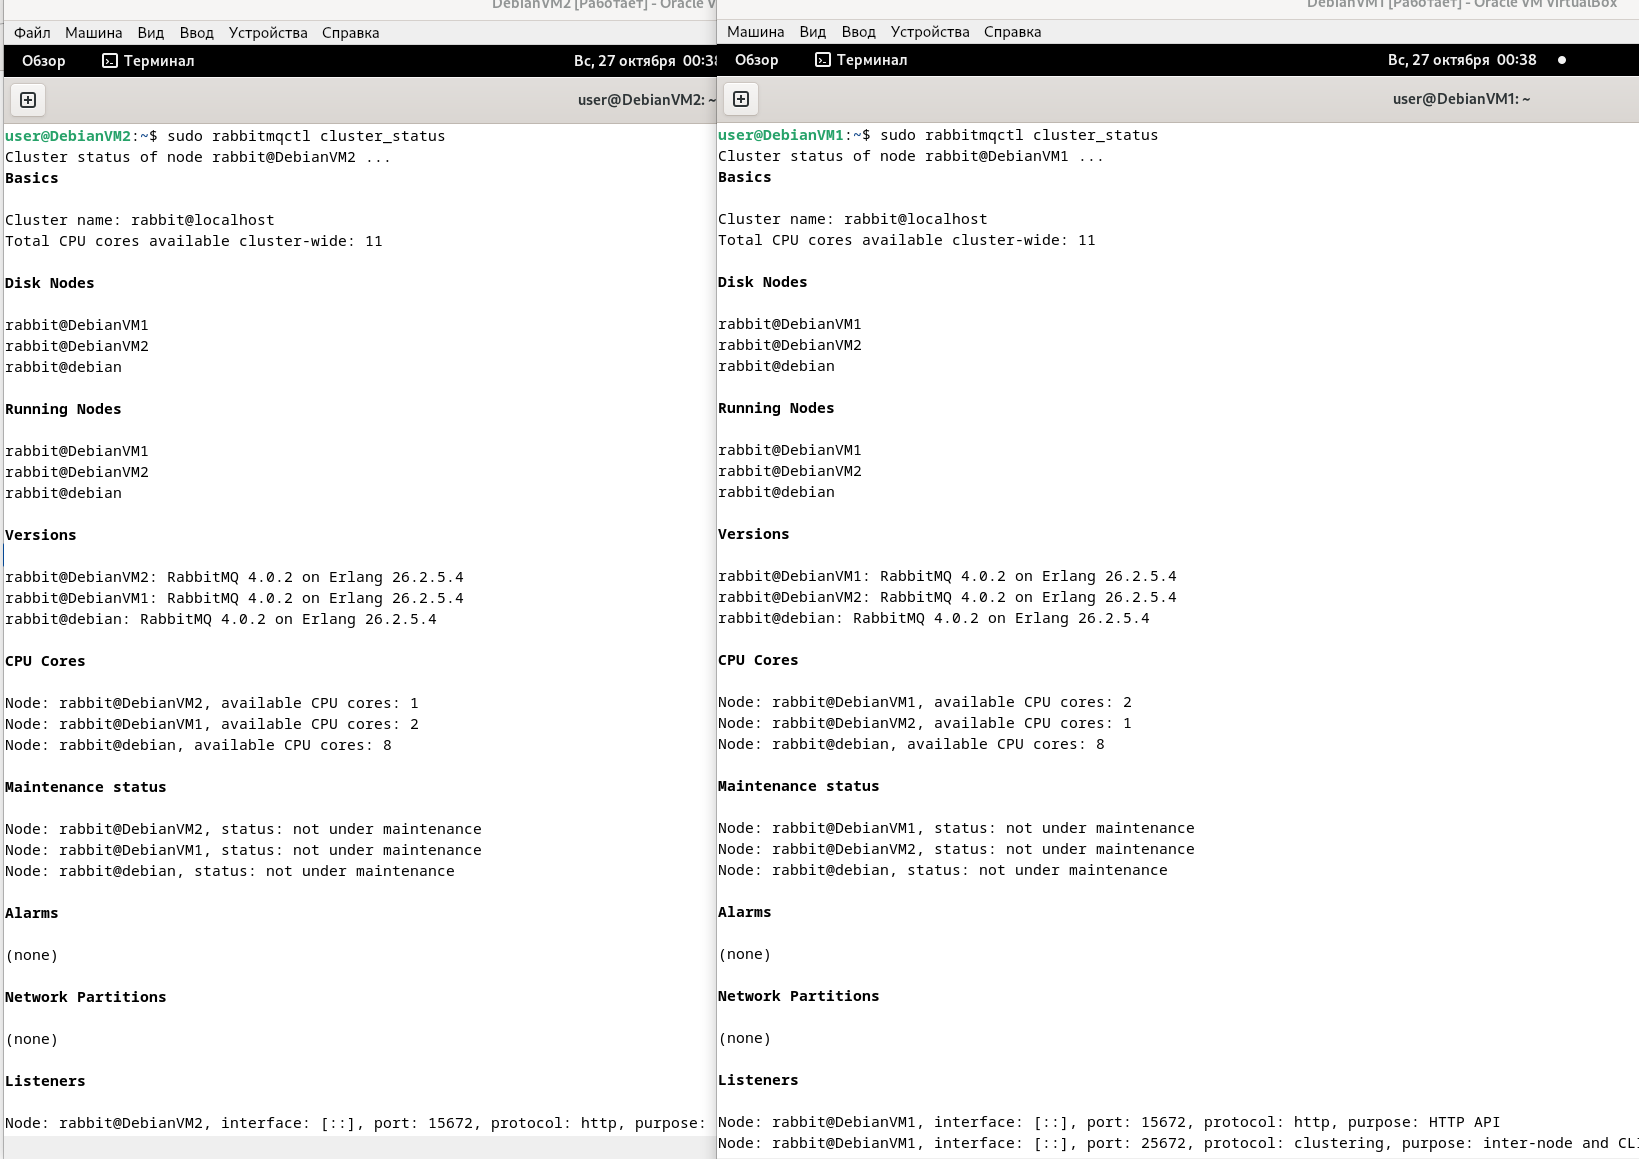 DebianVM2 [Работает] - Oracle V
Файл Машина Вид Ввод Устройства Справка
Обзор Терминал Вс, 27 октября 00:38
user@DebianVM2: ~
user@DebianVM2:~$ sudo rabbitmqctl cluster_status
Cluster status of node rabbit@DebianVM2 ...
Basics
Cluster name: rabbit@localhost
Total CPU cores available cluster-wide: 11
Disk Nodes
rabbit@DebianVM1
rabbit@DebianVM2
rabbit@debian
Running Nodes
rabbit@DebianVM1
rabbit@DebianVM2
rabbit@debian
Versions
rabbit@DebianVM2: RabbitMQ 4.0.2 on Erlang 26.2.5.4
rabbit@DebianVM1: RabbitMQ 4.0.2 on Erlang 26.2.5.4
rabbit@debian: RabbitMQ 4.0.2 on Erlang 26.2.5.4
CPU Cores
Node: rabbit@DebianVM2, available CPU cores: 1
Node: rabbit@DebianVM1, available CPU cores: 2
Node: rabbit@debian, available CPU cores: 8
Maintenance status
Node: rabbit@DebianVM2, status: not under maintenance
Node: rabbit@DebianVM1, status: not under maintenance
Node: rabbit@debian, status: not under maintenance
Alarms
(none)
Network Partitions
(none)
Listeners
Node: rabbit@DebianVM2, interface: [::], port: 15672, protocol: http, purpose:
DebianVM1 [Работает] - Oracle VM VirtualBox
Машина Вид Ввод Устройства Справка
Обзор Терминал Вс, 27 октября 00:38
user@DebianVM1: ~
user@DebianVM1:~$ sudo rabbitmqctl cluster_status
Cluster status of node rabbit@DebianVM1 ...
Basics
Cluster name: rabbit@localhost
Total CPU cores available cluster-wide: 11
Disk Nodes
rabbit@DebianVM1
rabbit@DebianVM2
rabbit@debian
Running Nodes
rabbit@DebianVM1
rabbit@DebianVM2
rabbit@debian
Versions
rabbit@DebianVM1: RabbitMQ 4.0.2 on Erlang 26.2.5.4
rabbit@DebianVM2: RabbitMQ 4.0.2 on Erlang 26.2.5.4
rabbit@debian: RabbitMQ 4.0.2 on Erlang 26.2.5.4
CPU Cores
Node: rabbit@DebianVM1, available CPU cores: 2
Node: rabbit@DebianVM2, available CPU cores: 1
Node: rabbit@debian, available CPU cores: 8
Maintenance status
Node: rabbit@DebianVM1, status: not under maintenance
Node: rabbit@DebianVM2, status: not under maintenance
Node: rabbit@debian, status: not under maintenance
Alarms
(none)
Network Partitions
(none)
Listeners
Node: rabbit@DebianVM1, interface: [::], port: 15672, protocol: http, purpose: HTTP API
Node: rabbit@DebianVM1, interface: [::], port: 25672, protocol: clustering, purpose: inter-node and CLI